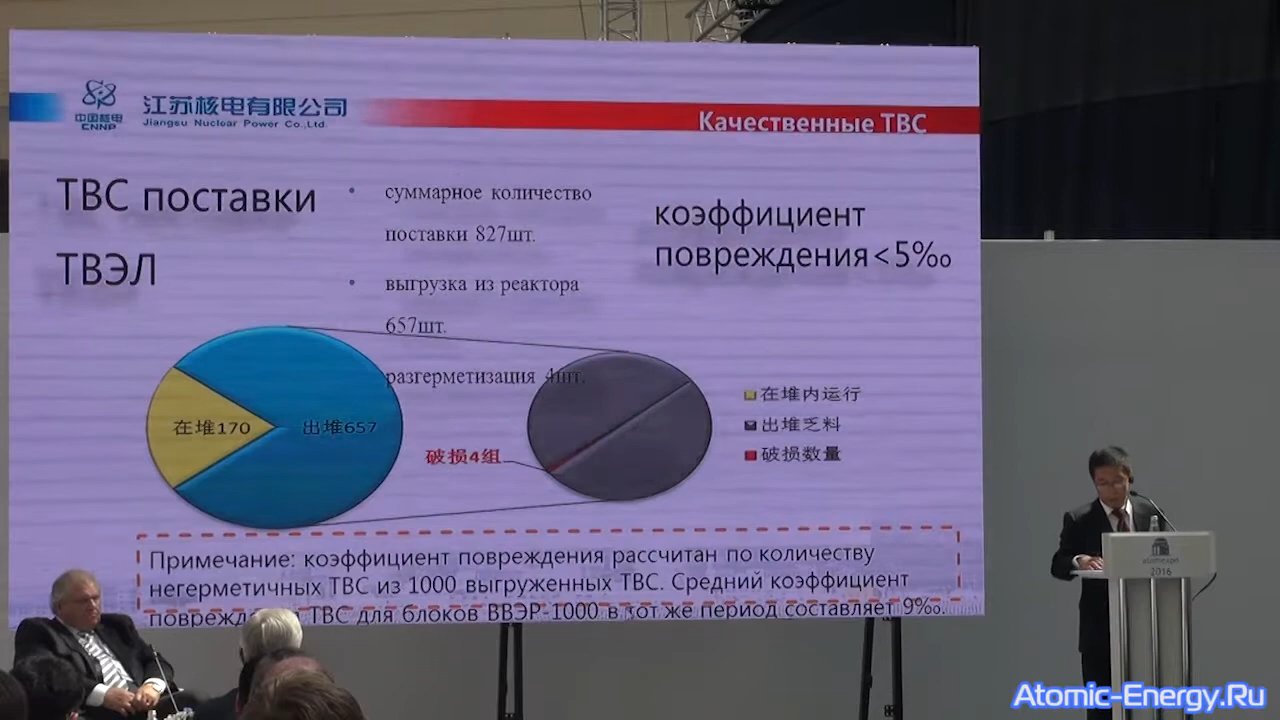 中国核电
CNNP
江苏核电有限公司
Jiangsu Nuclear Power Co.,Ltd.
Качественные ТВС
ТВС поставки
ТВЭЛ
• суммарное количество
поставки 827шт.
• выгрузка из реактора
657шт.
разгерметизация 4шт.
коэффициент
повреждения<5‰
在堆170
出堆657
破损4组
在堆内运行
出堆乏料
破损数量
Примечание: коэффициент повреждения рассчитан по количеству
негерметичных ТВС из 1000 выгруженных ТВС. Средний коэффициент
ТВС для блоков ВВЭР-1000 в тот же период составляет 9‰.
atomexpo
2016
Atomic-Energy.Ru